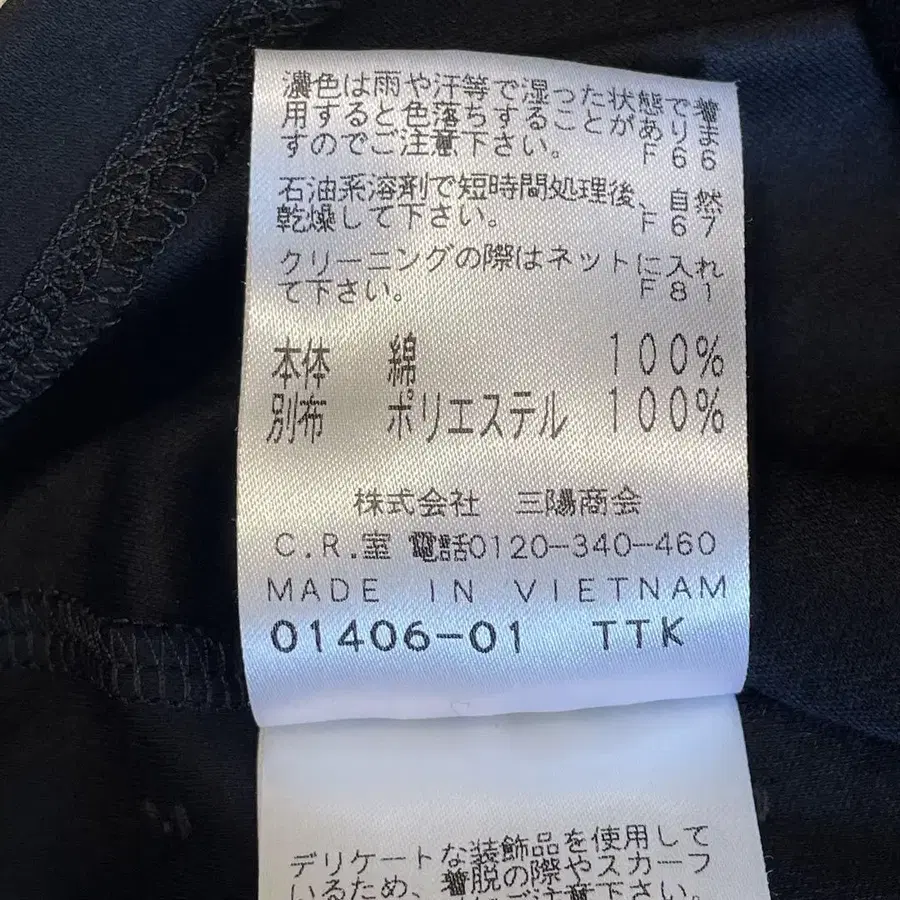 濃色は雨や汗等で湿った状態で着
用すると色落ちすることがありま
すのでご注意下さい。 F66
石油系溶剤で短時間処理後、自然
乾燥して下さい。 F67
クリーニングの際はネットに入れ
て下さい。 F81
本体 綿 100%
別布 ポリエステル 100%
株式会社 三陽商会
C.R.室 電話0120-340-460
MADE IN VIETNAM
01406-01 TTK
デリケートな装飾品を使用して
いるため、着脱の際やスカーフ
ご注意下さい。